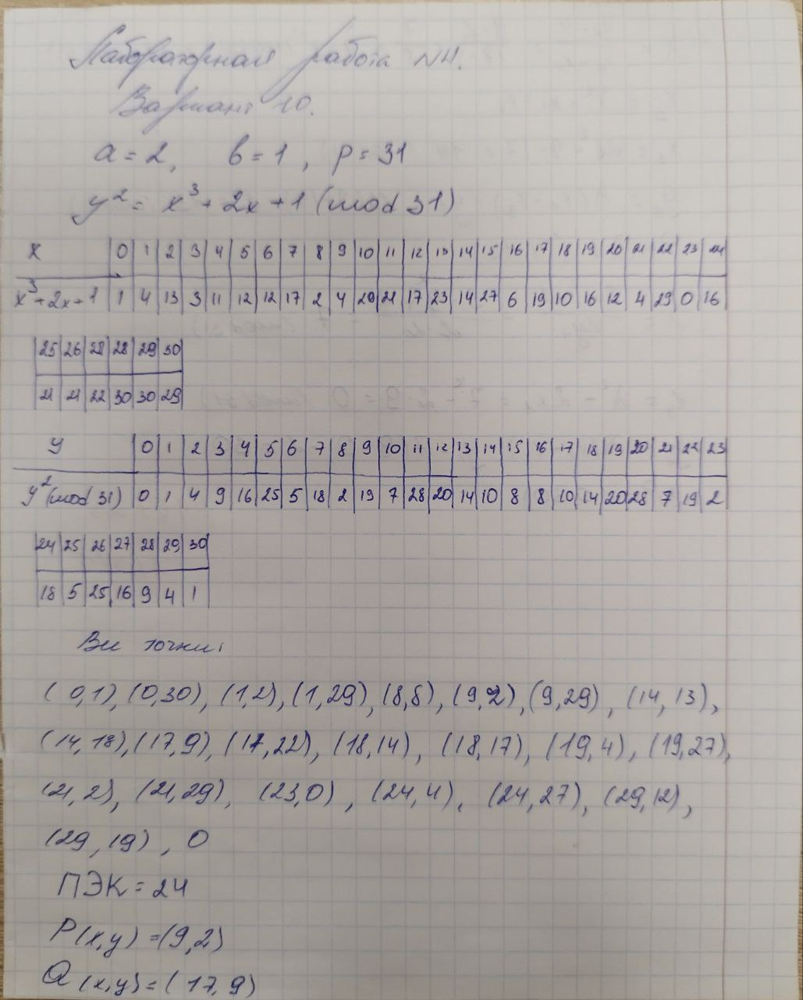 Лабораторная работа №4.
Вариант 10.
a = 2, b = 1, p = 31
y² = x³ + 2x + 1 (mod 31)
x 0 1 2 3 4 5 6 7 8 9 10 11 12 13 14 15 16 17 18 19 20 21 22 23 24
x³+2x+1 1 4 13 3 11 12 12 17 2 4 20 21 17 23 14 27 6 19 10 16 12 4 29 0 16
25 26 28 28 29 30
21 21 22 30 30 29
y 0 1 2 3 4 5 6 7 8 9 10 11 12 13 14 15 16 17 18 19 20 21 22 23
y² (mod 31) 0 1 4 9 16 25 5 18 2 19 7 28 20 14 10 8 8 10 14 20 28 7 19 2
24 25 26 27 28 29 30
18 5 25 16 9 4 1
Все точки:
(0,1), (0,30), (1,2), (1,29), (8,8), (9,2), (9,29), (14,13),
(14,18), (17,9), (17,22), (18,14), (18,17), (19,4), (19,27),
(21,2), (21,29), (23,0), (24,4), (24,27), (29,12),
(29,19), 0
ПЭК = 24
P(x,y) = (9,2)
Q(x,y) = (17,9)